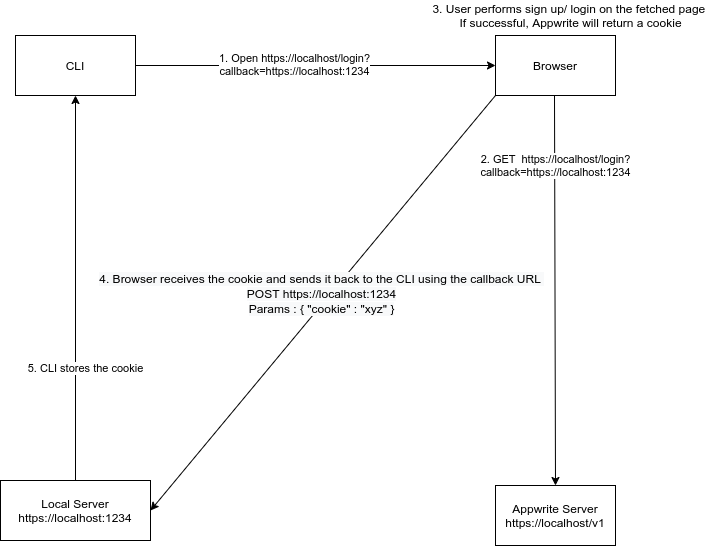 3. User performs sign up/ login on the fetched page
If successful, Appwrite will return a cookie
CLI
1. Open https://localhost/login?
callback=https://localhost:1234
Browser
2. GET  https://localhost/login?
callback=https://localhost:1234
4. Browser receives the cookie and sends it back to the CLI using the callback URL
POST https://localhost:1234
Params : { "cookie" : "xyz" }
5. CLI stores the cookie
Local Server
https://localhost:1234
Appwrite Server
https://localhost/v1